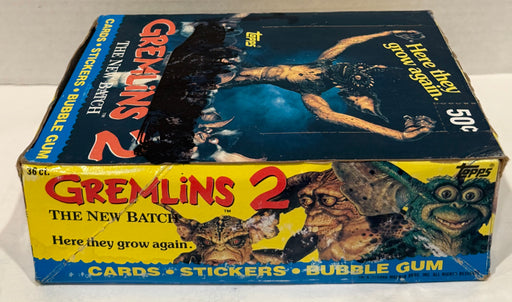 CARDS • STICKERS • BUBBLE GUM
GREMLINS 2
THE NEW BATCH
TOPPS
Here they
grow again.
50¢
36 ct.
GREMLINS 2™
THE NEW BATCH
Here they grow again.
Topps
CARDS • STICKERS • BUBBLE GUM